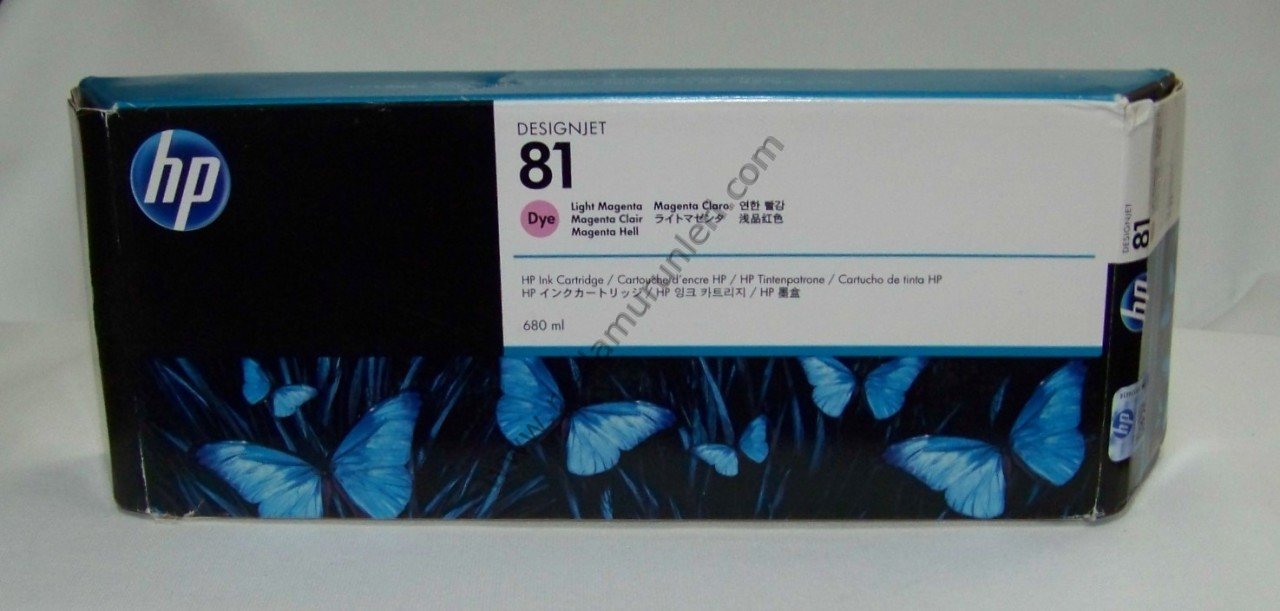 hp
DESIGNJET
81
Dye
Light Magenta Magenta Claro 연한 빨강
Magenta Clair ライトマゼンタ 浅品红色
Magenta Hell
HP Ink Cartridge / Cartouche d'encre HP / HP Tintenpatrone / Cartucho de tinta HP
HP インクカートリッジ / HP 잉크 카트리지 / HP 墨盒
680 ml
DESIGNJET
81
hp
hp